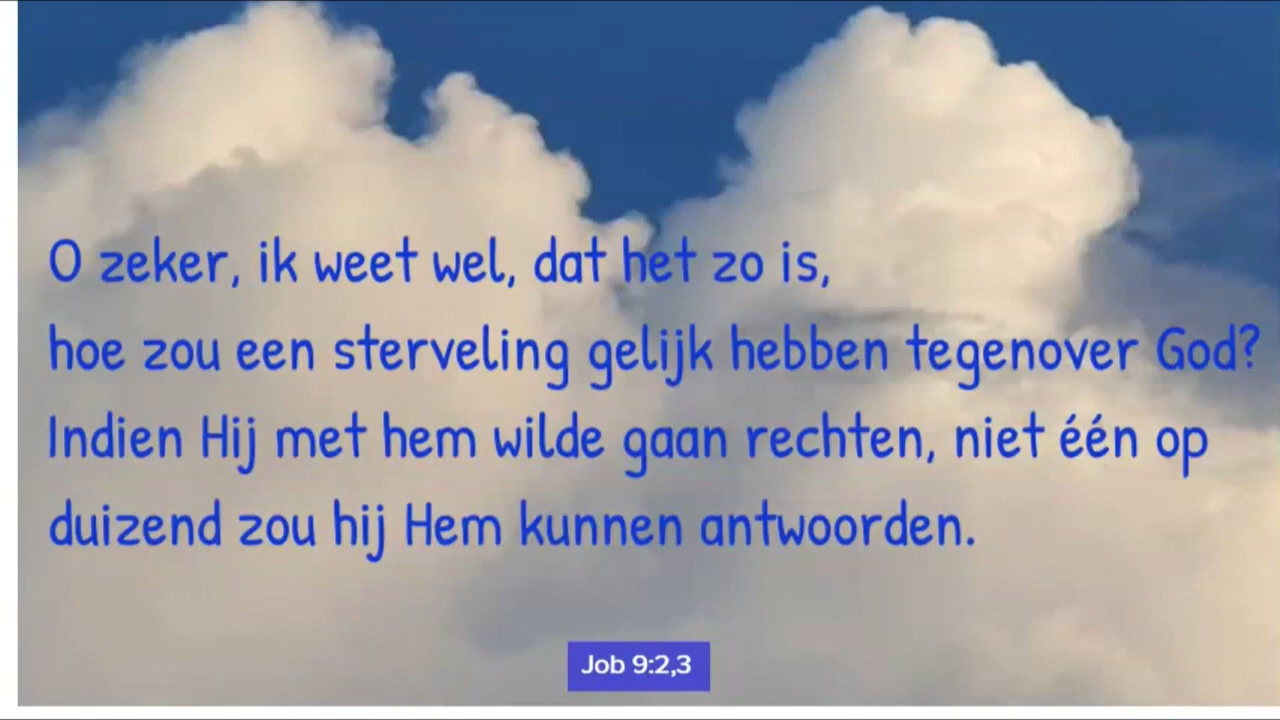 O zeker, ik weet wel, dat het zo is,
hoe zou een sterveling gelijk hebben tegenover God?
Indien Hij met hem wilde gaan rechten, niet één op
duizend zou hij Hem kunnen antwoorden.
Job 9:2,3